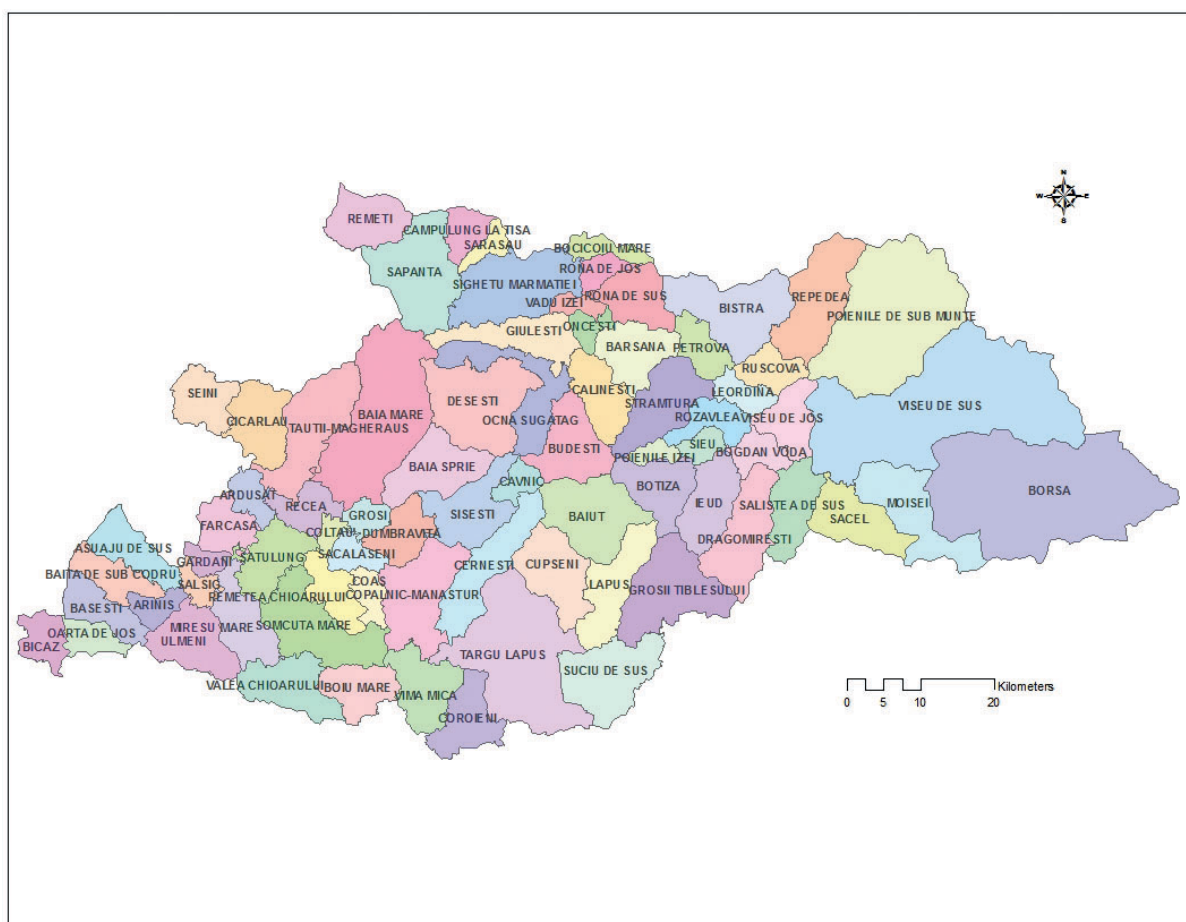 N
W E
S
REMETI
CAMPULUNG LA TISA
SARASAU
SAPANTA
BOCICOIU MARE
RONA DE JOS
SIGHETU MARMATIEI
VADU IZEI
RONA DE SUS
BISTRA
REPEDEA
POIENILE DE SUB MUNTE
GIULESTI
ONCESTI
BARSANA
PETROVA
RUSCOVA
SEINI
CICARLAU
TAUTII-MAGHERAUS
BAIA MARE
DESESTI
OCNA SUGATAG
CALINESTI
STRAMTURA
LEORDINA
ROZAVLEA
VISEU DE JOS
VISEU DE SUS
BUDESTI
SIEU
POIENILE IZEI
BOGDAN VODA
BAIA SPRIE
CAVNIC
BOTIZA
IEUD
SALISTEA DE SUS
SACEL
MOISEI
BORSA
ARDUSAT
RECEA
GROSI
SISESTI
BAIUT
FARCASA
COLTAU
DUMBRAVITA
DRAGOMIRESTI
ASUAJU DE SUS
GARDANI
SATULUNG
SACALASENI
CERNESTI
CUPSENI
BAITA DE SUB CODRU
SALSIG
REMETEA CHIOARULUI
COAS
COPALNIC-MANASTUR
LAPUS
GROSII TIBLESULUI
BASESTI
ARINIS
OARTA DE JOS
BICAZ
MIRESU MARE
ULMENI
SOMCUTA MARE
TARGU LAPUS
SUCIU DE SUS
VALEA CHIOARULUI
BOIU MARE
VIMA MICA
COROIENI
Kilometers
0 5 10 20